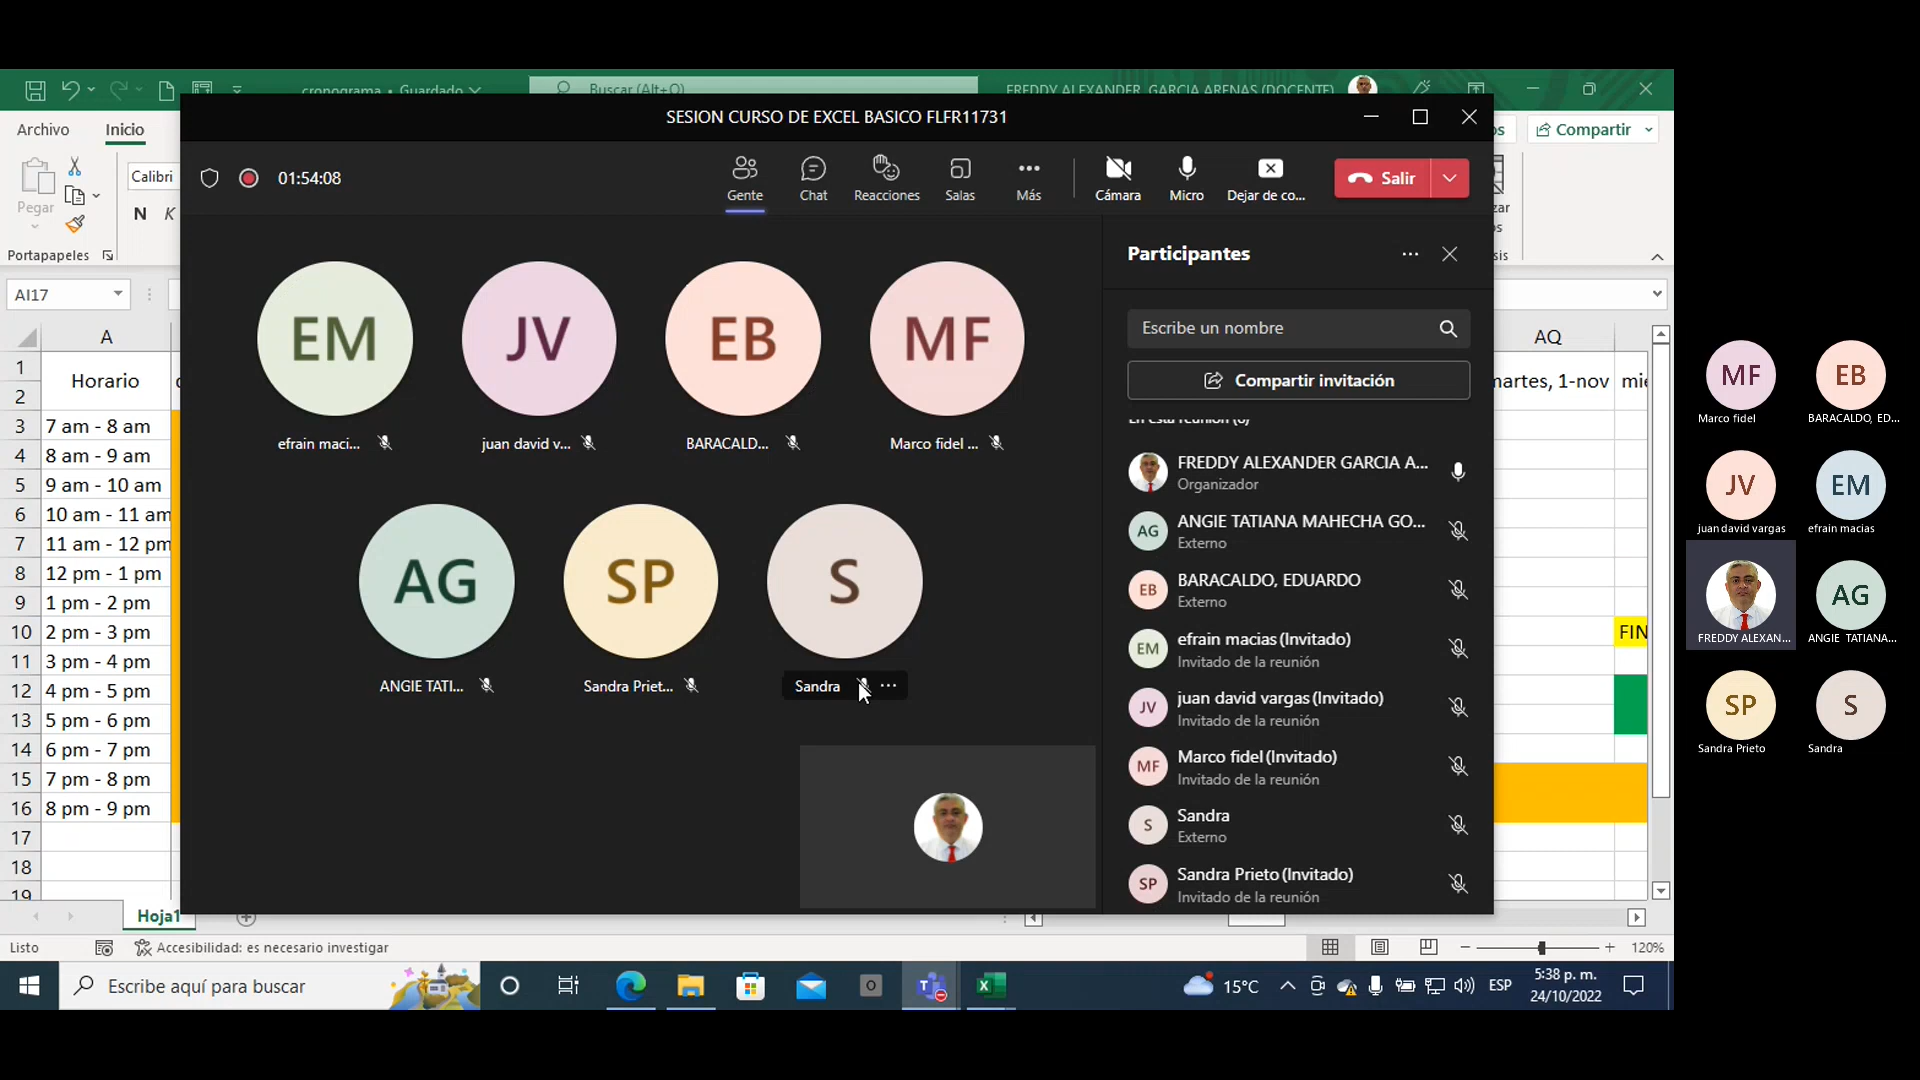 cronograma • Guardado
Buscar (Alt+Q)
FREDDY ALEXANDER GARCIA ARENAS (DOCENTE)
SESION CURSO DE EXCEL BASICO FLFR11731
Archivo
Inicio
Compartir
01:54:08
Gente
Chat
Reacciones
Salas
Más
Cámara
Micro
Dejar de co...
Salir
Pegar
Calibri
N K
Portapapeles
AI17
A
AQ
1
2
3
4
5
6
7
8
9
10
11
12
13
14
15
16
17
18
19
Horario
7 am - 8 am
8 am - 9 am
9 am - 10 am
10 am - 11 am
11 am - 12 pm
12 pm - 1 pm
1 pm - 2 pm
2 pm - 3 pm
3 pm - 4 pm
4 pm - 5 pm
5 pm - 6 pm
6 pm - 7 pm
7 pm - 8 pm
8 pm - 9 pm
martes, 1-nov
FIN
EM
efrain maci...
JV
juan david v...
EB
BARACALD...
MF
Marco fidel ...
AG
ANGIE TATI...
SP
Sandra Priet...
S
Sandra
Participantes
Escribe un nombre
Compartir invitación
FREDDY ALEXANDER GARCIA A...
Organizador
AG
ANGIE TATIANA MAHECHA GO...
Externo
EB
BARACALDO, EDUARDO
Externo
EM
efrain macias (Invitado)
Invitado de la reunión
JV
juan david vargas (Invitado)
Invitado de la reunión
MF
Marco fidel (Invitado)
Invitado de la reunión
S
Sandra
Externo
SP
Sandra Prieto (Invitado)
Invitado de la reunión
MF
Marco fidel
EB
BARACALDO, ED...
JV
juan david vargas
EM
efrain macias
FREDDY ALEXAN...
AG
ANGIE TATIANA...
SP
Sandra Prieto
S
Sandra
Hoja1
Listo
Accesibilidad: es necesario investigar
120%
Escribe aquí para buscar
15°C
ESP
5:38 p. m.
24/10/2022